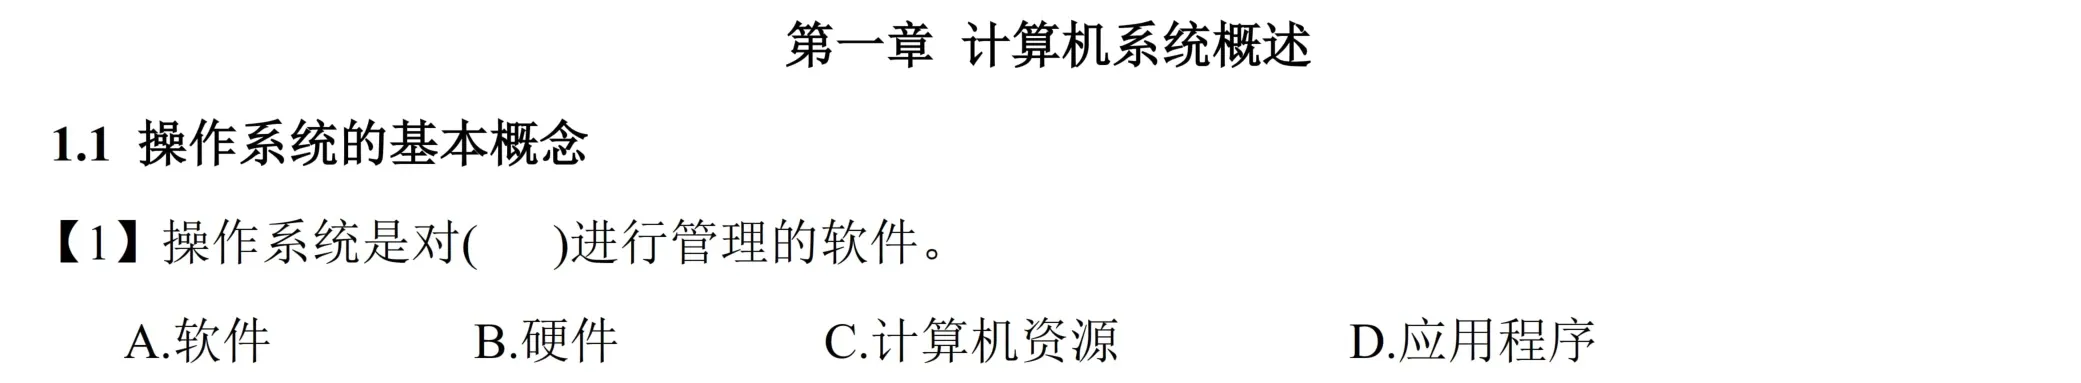 第一章 计算机系统概述
1.1 操作系统的基本概念
【1】操作系统是对(   )进行管理的软件。
A.软件 B.硬件 C.计算机资源 D.应用程序